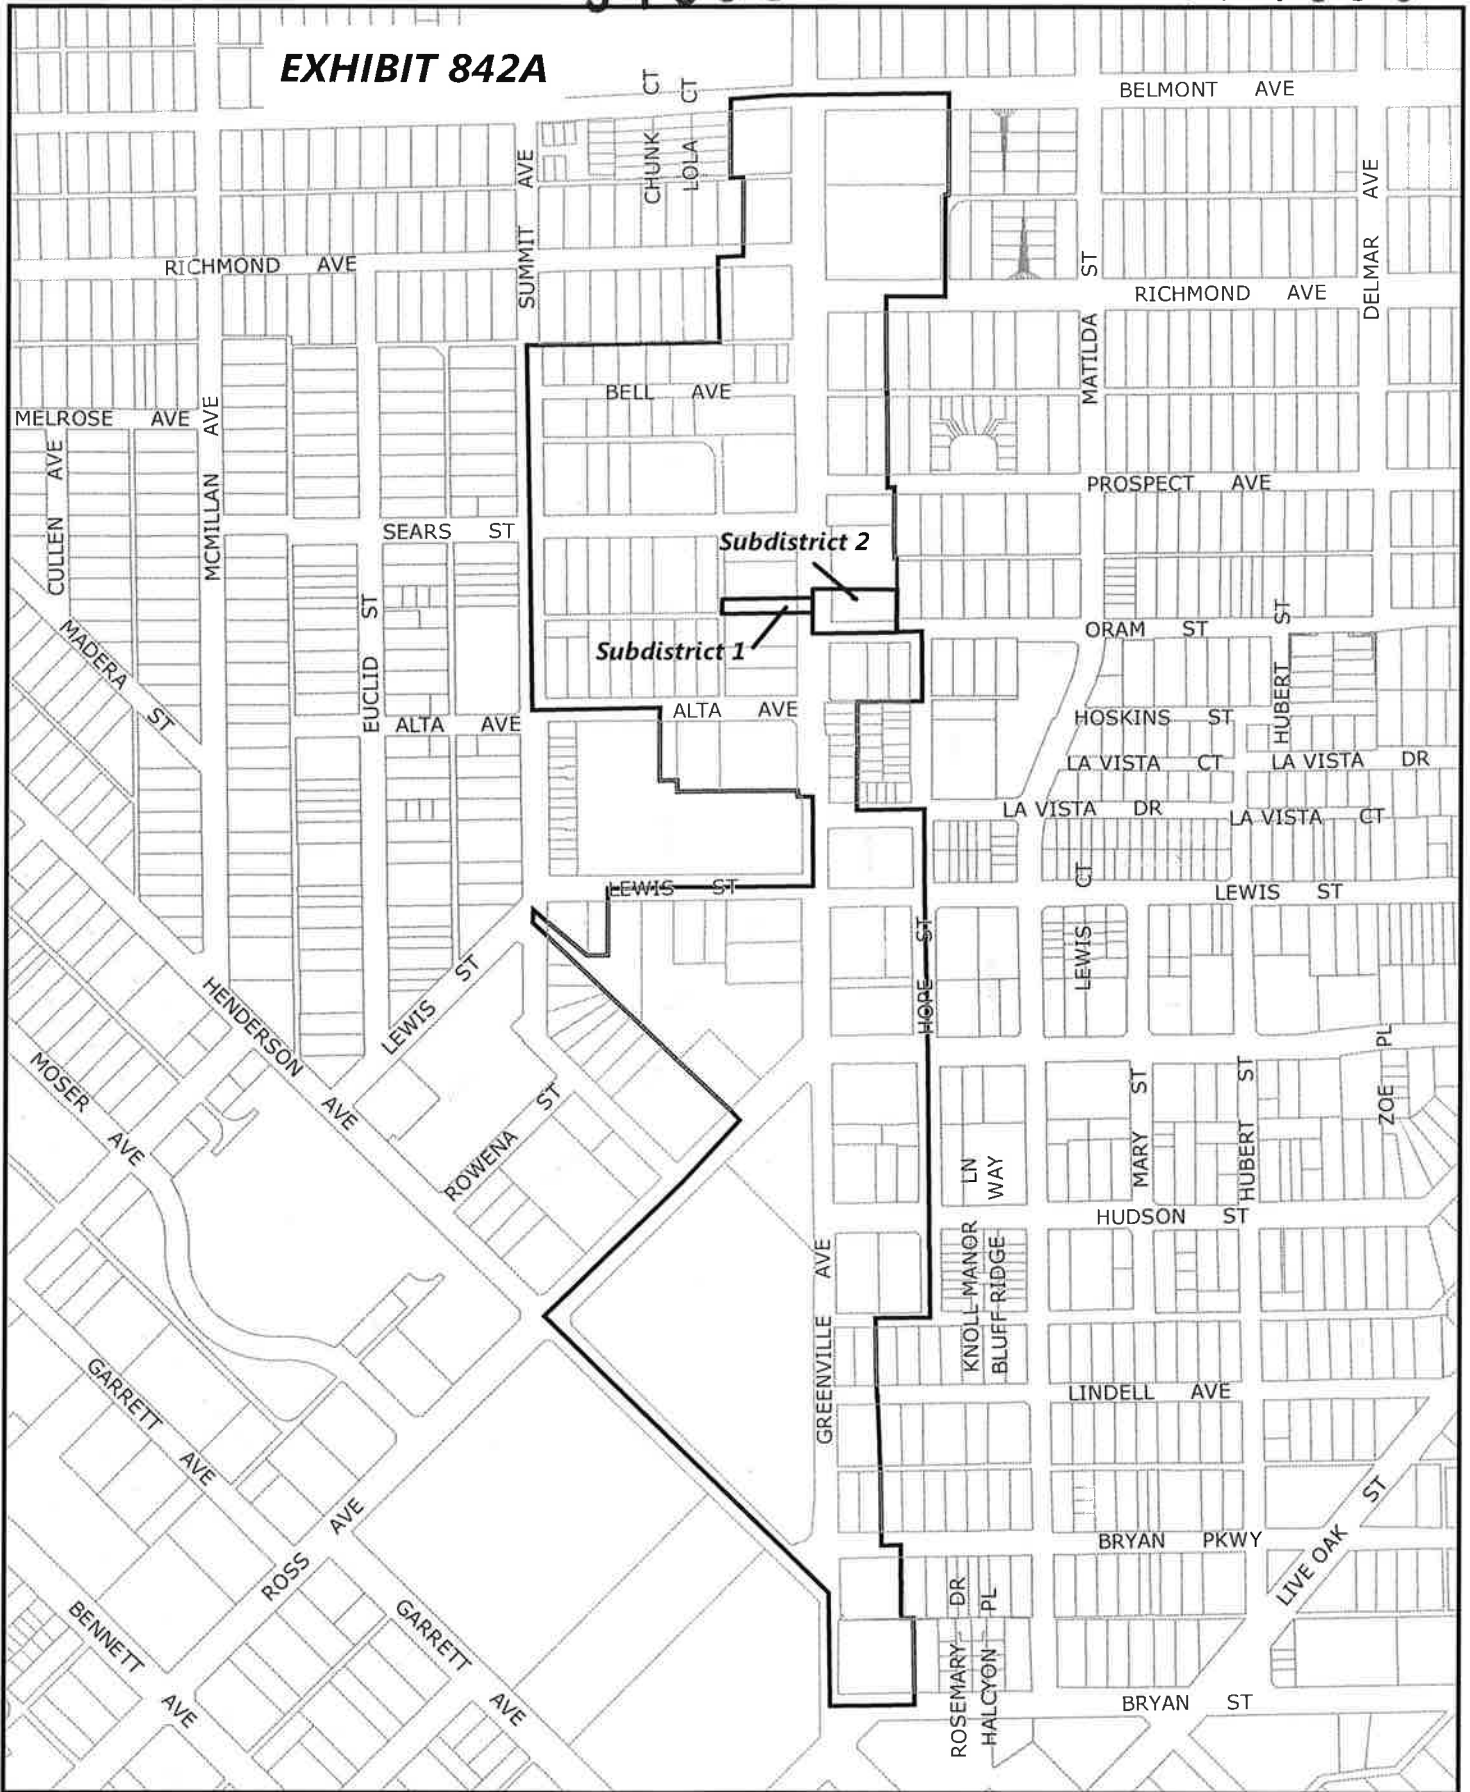 EXHIBIT 842A
CT
CT
BELMONT AVE
CHUNK
LOLA
SUMMIT AVE
DELMAR AVE
RICHMOND AVE
MATILDA ST
RICHMOND AVE
BELL AVE
MELROSE AVE
CULLEN AVE
MCMILLAN AVE
PROSPECT AVE
SEARS ST
Subdistrict 2
EUCLID ST
MADERA ST
Subdistrict 1
ORAM ST
HUBERT ST
ALTA AVE
ALTA AVE
HOSKINS ST
LA VISTA CT
LA VISTA DR
LA VISTA DR
LA VISTA CT
LEWIS ST
LEWIS ST
LEWIS CT
HOPE ST
LEWIS ST
HENDERSON AVE
MOSER AVE
ROWENA ST
LN
WAY
MARY ST
HUBERT ST
ZOE PL
HUDSON ST
KNOLL MANOR
BLUFF RIDGE
GREENVILLE AVE
GARRETT AVE
LINDELL AVE
ROSS AVE
BRYAN PKWY
LIVE OAK ST
BENNETT AVE
GARRETT AVE
ROSEMARY DR
HALCYON PL
BRYAN ST